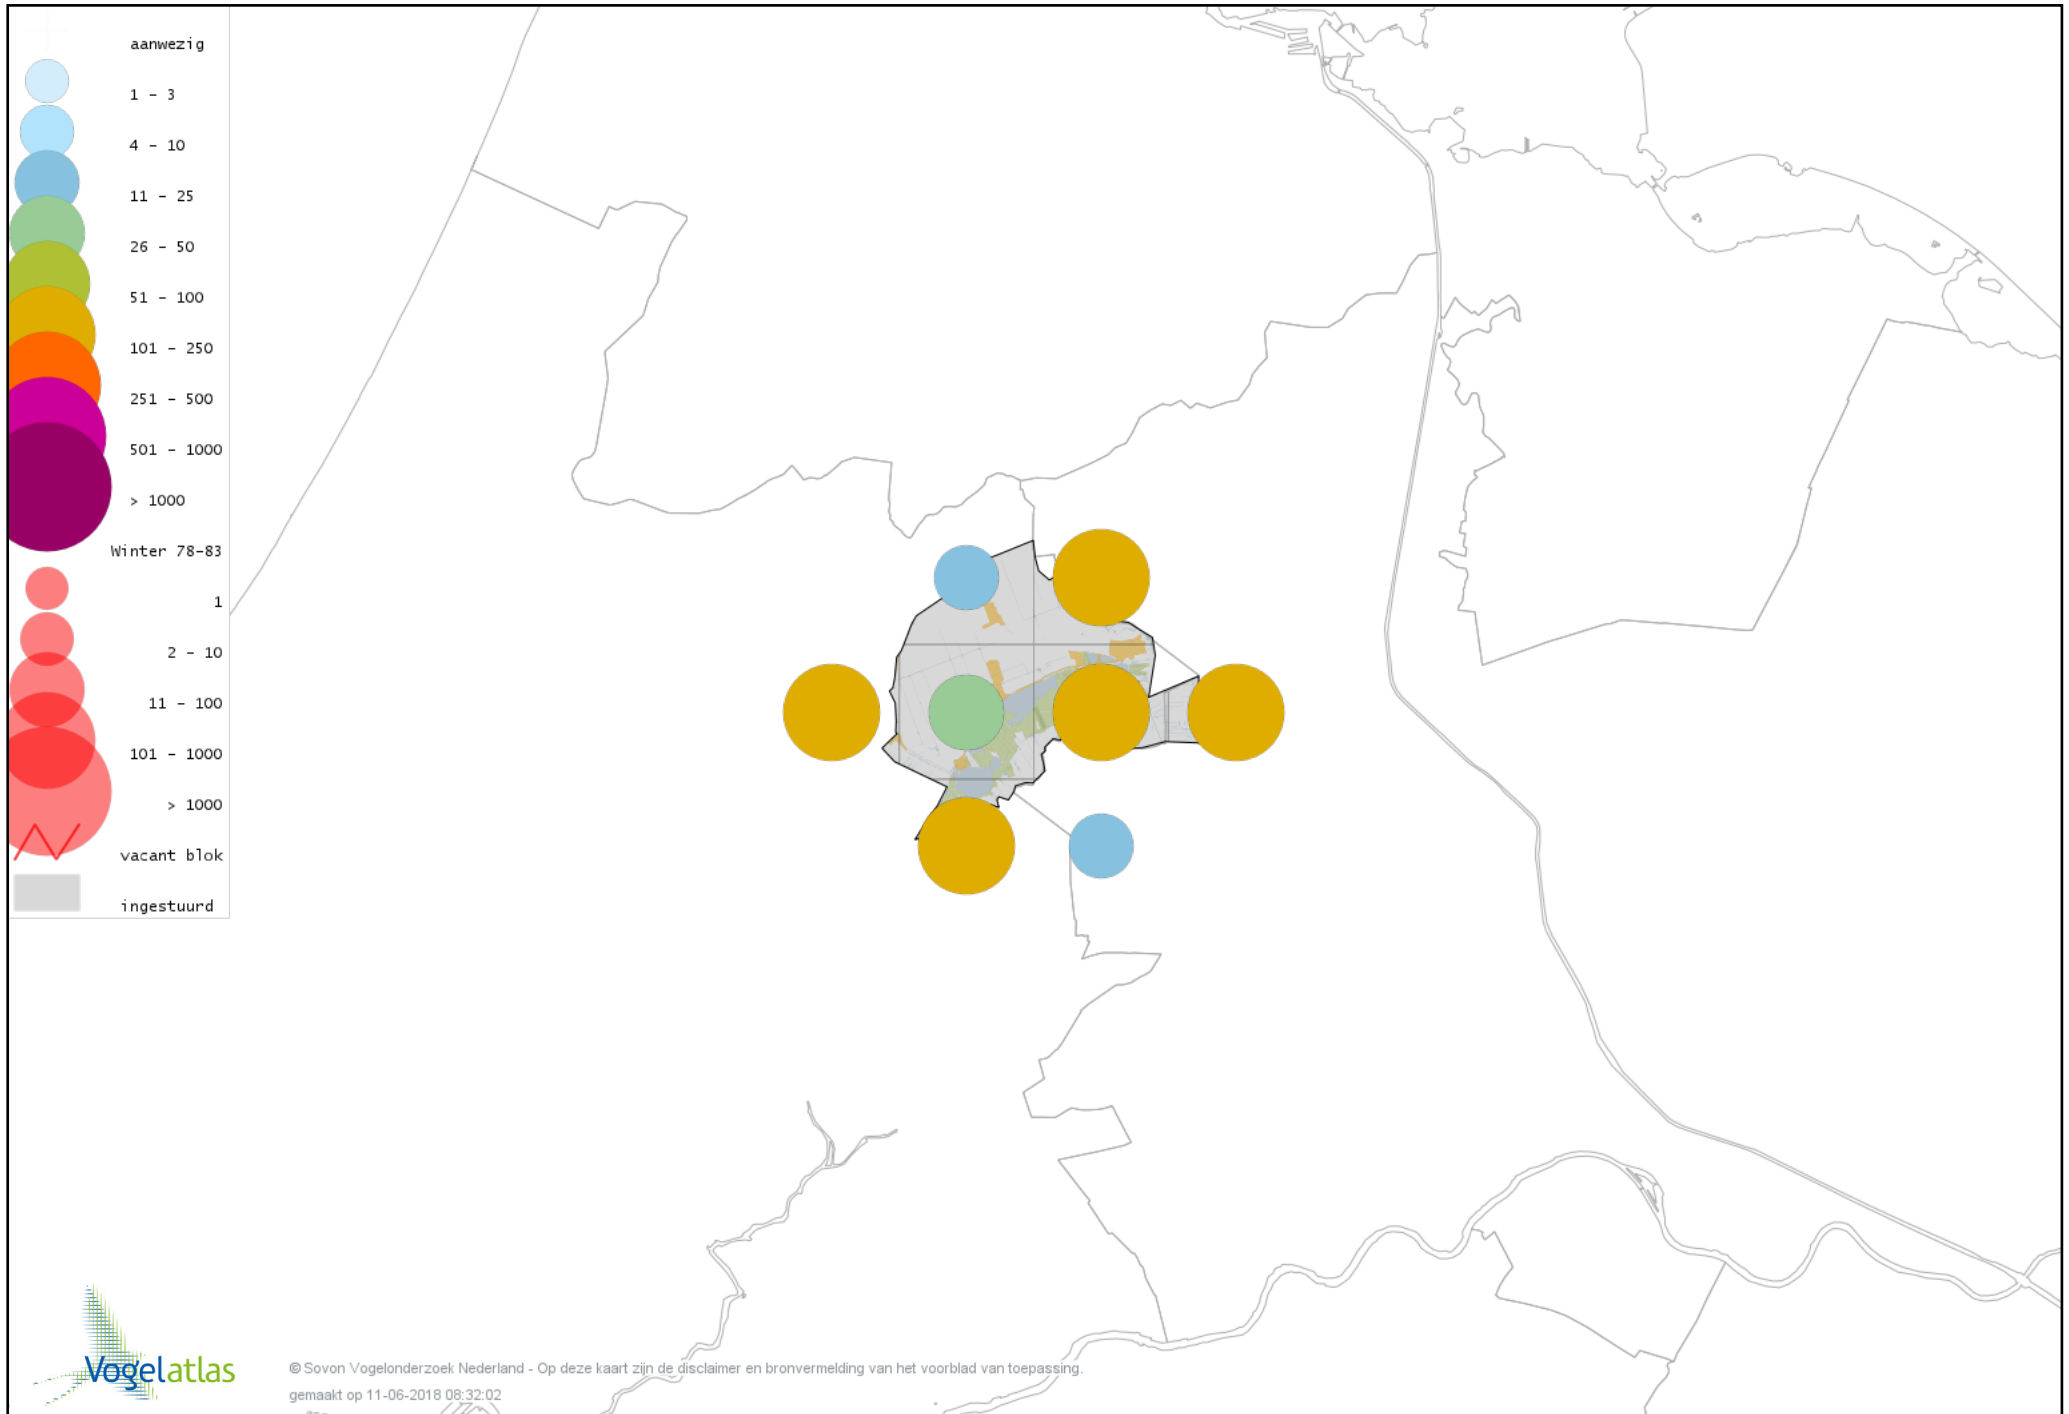 aanwezig
1 - 3
4 - 10
11 - 25
26 - 50
51 - 100
101 - 250
251 - 500
501 - 1000
> 1000
Winter 78-83
1
2 - 10
11 - 100
101 - 1000
> 1000
vacant blok
ingestuurd
Vogelatlas
© Sovon Vogelonderzoek Nederland - Op deze kaart zijn de disclaimer en bronvermelding van het voorblad van toepassing.
gemaakt op 11-06-2018 08:32:02